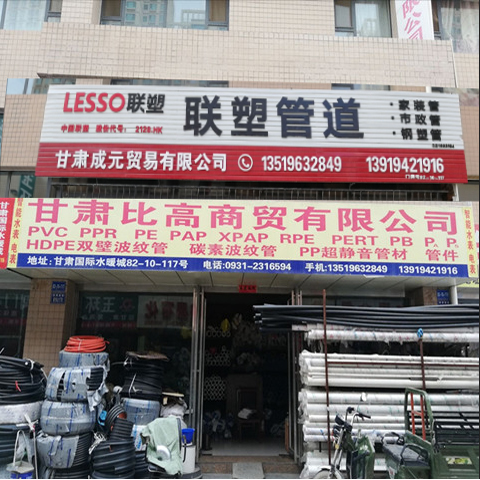 LESSO联塑
中国联塑 股份代号：2128.HK
联塑管道
·家装管
·市政管
·钢塑管
甘肃成元贸易有限公司 13519632849 13919421916
甘肃比高商贸有限公司
PVC PPR PE PAP XPAP RPE PERT PB P.P.
HDPE双壁波纹管 碳素波纹管 PP超静音管材 管件
地址：甘肃国际水暖城82-10-117号 电话：0931-2316594 手机：13519632849 13919421916